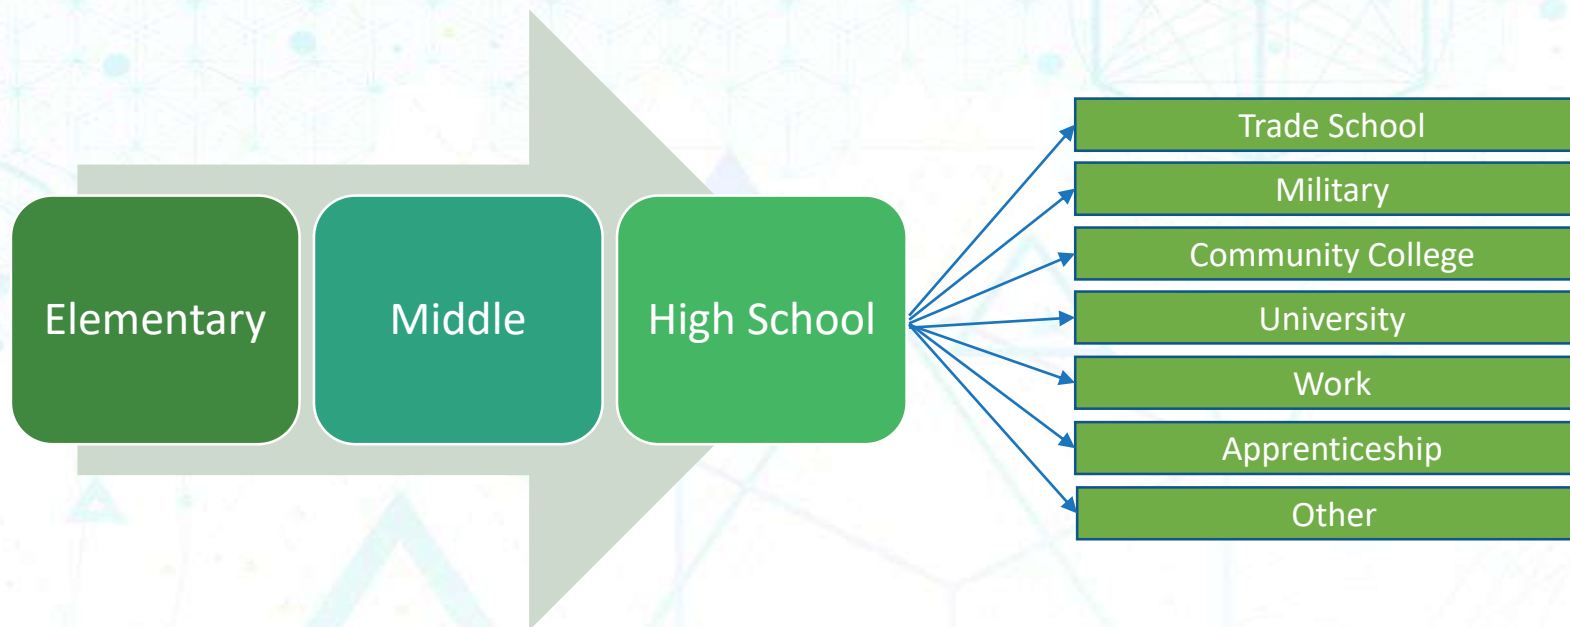 Elementary
Middle
High School
Trade School
Military
Community College
University
Work
Apprenticeship
Other